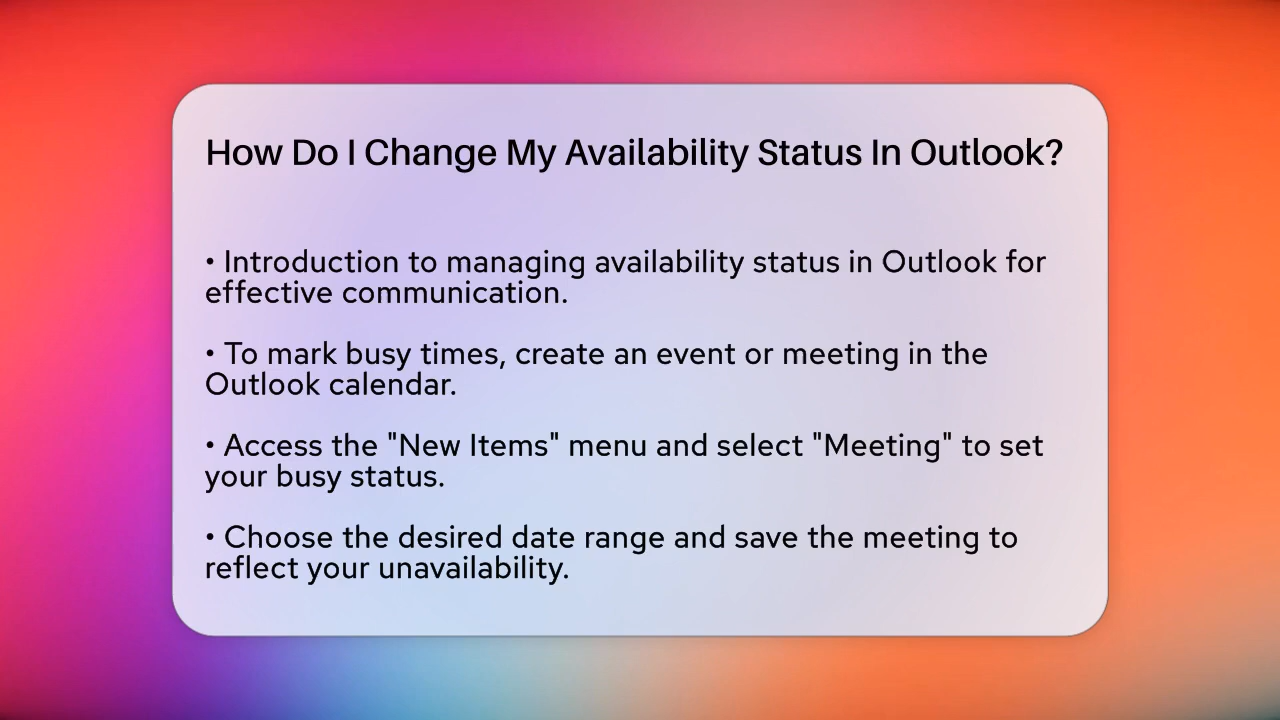 How Do I Change My Availability Status In Outlook?
• Introduction to managing availability status in Outlook for
effective communication.
• To mark busy times, create an event or meeting in the
Outlook calendar.
• Access the "New Items" menu and select "Meeting" to set
your busy status.
• Choose the desired date range and save the meeting to
reflect your unavailability.